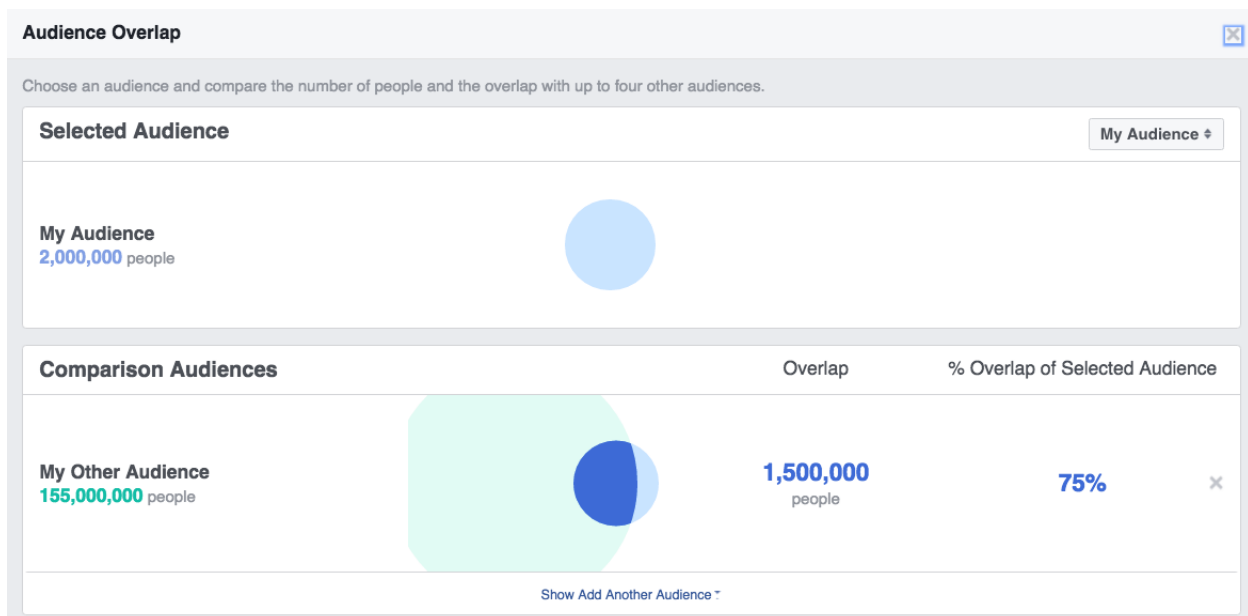 Audience Overlap
Choose an audience and compare the number of people and the overlap with up to four other audiences.
Selected Audience
My Audience
My Audience
2,000,000 people
Comparison Audiences
Overlap
% Overlap of Selected Audience
My Other Audience
155,000,000 people
1,500,000
people
75%
Show Add Another Audience